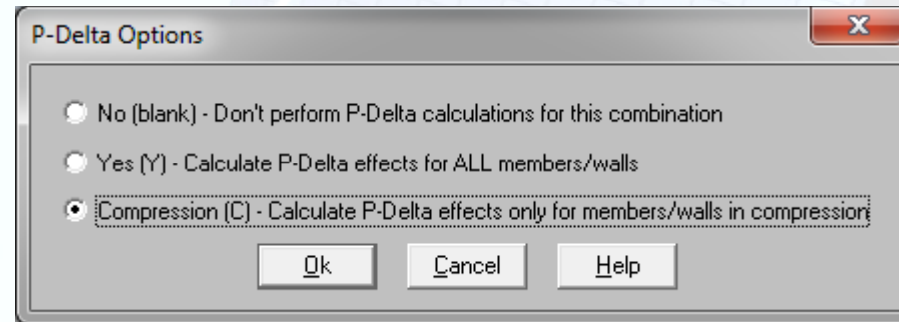 P-Delta Options
No (blank) - Don't perform P-Delta calculations for this combination
Yes (Y) - Calculate P-Delta effects for ALL members/walls
Compression (C) - Calculate P-Delta effects only for members/walls in compression
Ok Cancel Help